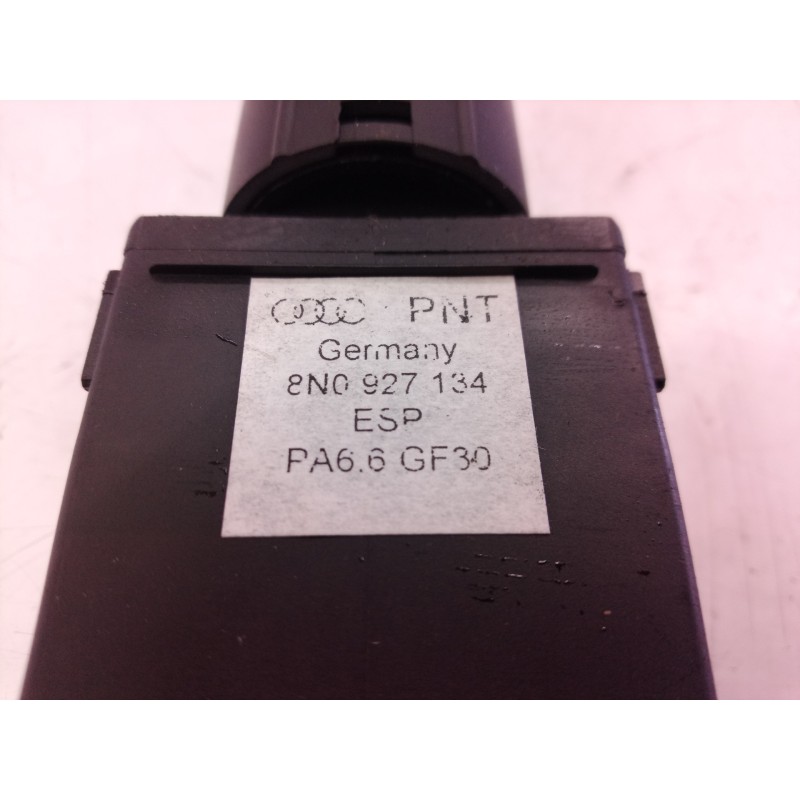 PNT
Germany
8N0 927 134
ESP
PA6.6 GF30